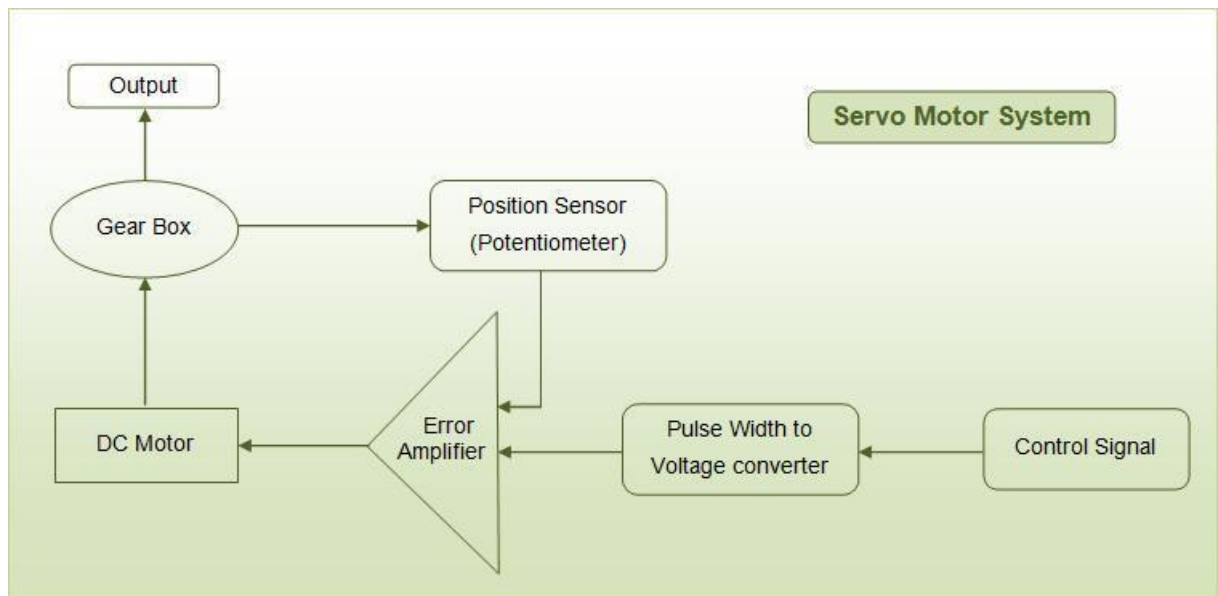 Output
Servo Motor System
Gear Box
Position Sensor
(Potentiometer)
DC Motor
Error
Amplifier
Pulse Width to
Voltage converter
Control Signal